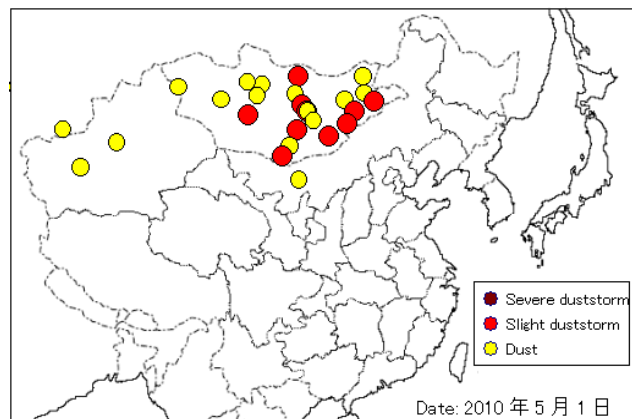 Severe duststorm
Slight duststorm
Dust
Date: 2010 年 5 月 1 日